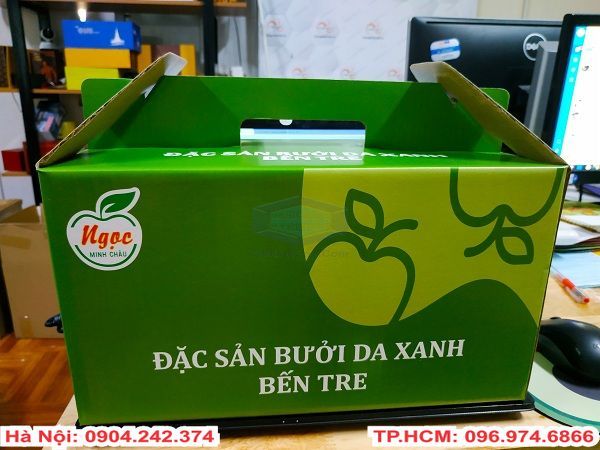 ĐẶC SẢN BƯỞI DA XANH
BẾN TRE
Ngọc
MINH CHÂU
ĐẶC SẢN BƯỞI DA XANH
BẾN TRE
DELL
Hà Nội: 0904.242.374
TP.HCM: 096.974.6866